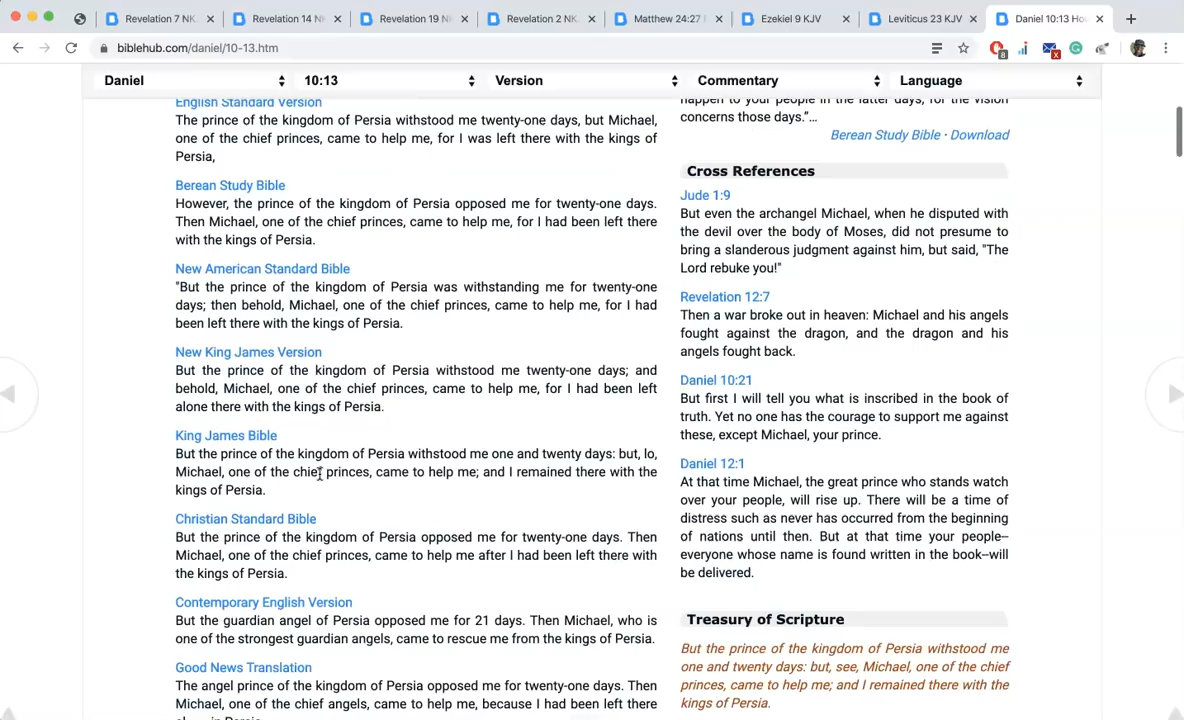 Revelation 7 NK
Revelation 14 N
Revelation 19 N
Revelation 2 NK
Matthew 24:27
Ezekiel 9 KJV
Leviticus 23 KJV
Daniel 10:13 Ho
biblehub.com/daniel/10-13.htm
Daniel
10:13
Version
Commentary
Language
English Standard Version
The prince of the kingdom of Persia withstood me twenty-one days, but Michael,
one of the chief princes, came to help me, for I was left there with the kings of
Persia,
Berean Study Bible
However, the prince of the kingdom of Persia opposed me for twenty-one days.
Then Michael, one of the chief princes, came to help me, for I had been left there
with the kings of Persia.
New American Standard Bible
"But the prince of the kingdom of Persia was withstanding me for twenty-one
days; then behold, Michael, one of the chief princes, came to help me, for I had
been left there with the kings of Persia.
New King James Version
But the prince of the kingdom of Persia withstood me twenty-one days; and
behold, Michael, one of the chief princes, came to help me, for I had been left
alone there with the kings of Persia.
King James Bible
But the prince of the kingdom of Persia withstood me one and twenty days: but, lo,
Michael, one of the chief princes, came to help me; and I remained there with the
kings of Persia.
Christian Standard Bible
But the prince of the kingdom of Persia opposed me for twenty-one days. Then
Michael, one of the chief princes, came to help me after I had been left there with
the kings of Persia.
Contemporary English Version
But the guardian angel of Persia opposed me for 21 days. Then Michael, who is
one of the strongest guardian angels, came to rescue me from the kings of Persia.
Good News Translation
The angel prince of the kingdom of Persia opposed me for twenty-one days. Then
Michael, one of the chief angels, came to help me, because I had been left there
happen to your people in the latter days, for the vision
concerns those days."…
Berean Study Bible · Download
Cross References
Jude 1:9
But even the archangel Michael, when he disputed with
the devil over the body of Moses, did not presume to
bring a slanderous judgment against him, but said, "The
Lord rebuke you!"
Revelation 12:7
Then a war broke out in heaven: Michael and his angels
fought against the dragon, and the dragon and his
angels fought back.
Daniel 10:21
But first I will tell you what is inscribed in the book of
truth. Yet no one has the courage to support me against
these, except Michael, your prince.
Daniel 12:1
At that time Michael, the great prince who stands watch
over your people, will rise up. There will be a time of
distress such as never has occurred from the beginning
of nations until then. But at that time your people--
everyone whose name is found written in the book--will
be delivered.
Treasury of Scripture
But the prince of the kingdom of Persia withstood me
one and twenty days: but, see, Michael, one of the chief
princes, came to help me; and I remained there with the
kings of Persia.